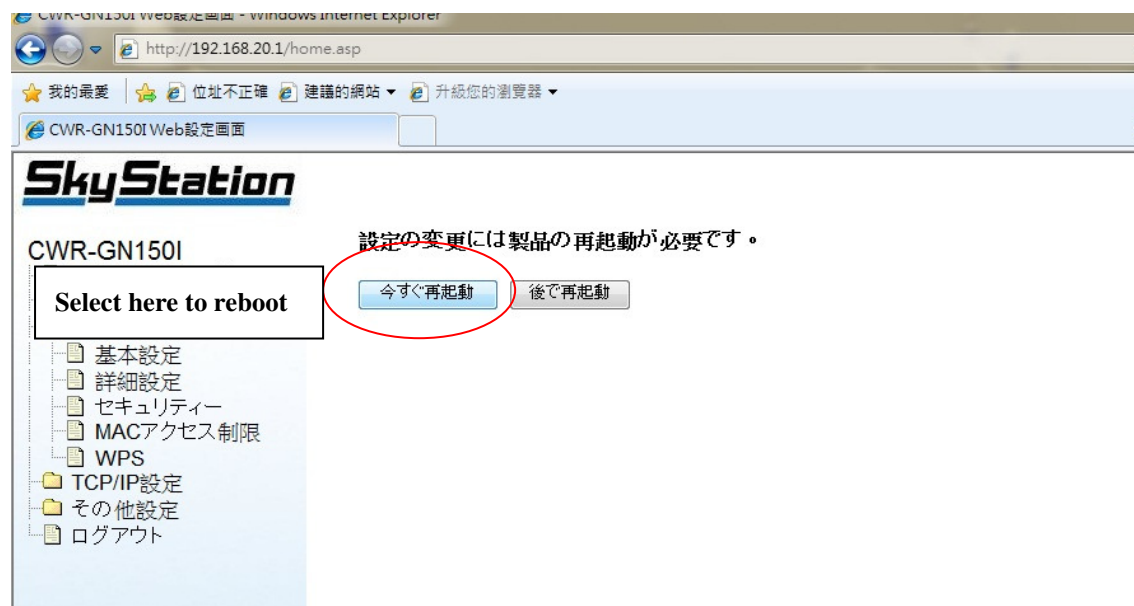 CWR-GN150I Web設定画面 - Windows Internet Explorer
http://192.168.20.1/home.asp
我的最愛 位址不正確 建議的網站 升級您的瀏覽器
CWR-GN150I Web設定画面
SkyStation
CWR-GN150I
設定の変更には製品の再起動が必要です。
Select here to reboot
今すぐ再起動 後で再起動
基本設定
詳細設定
セキュリティー
MACアクセス制限
WPS
TCP/IP設定
その他設定
ログアウト